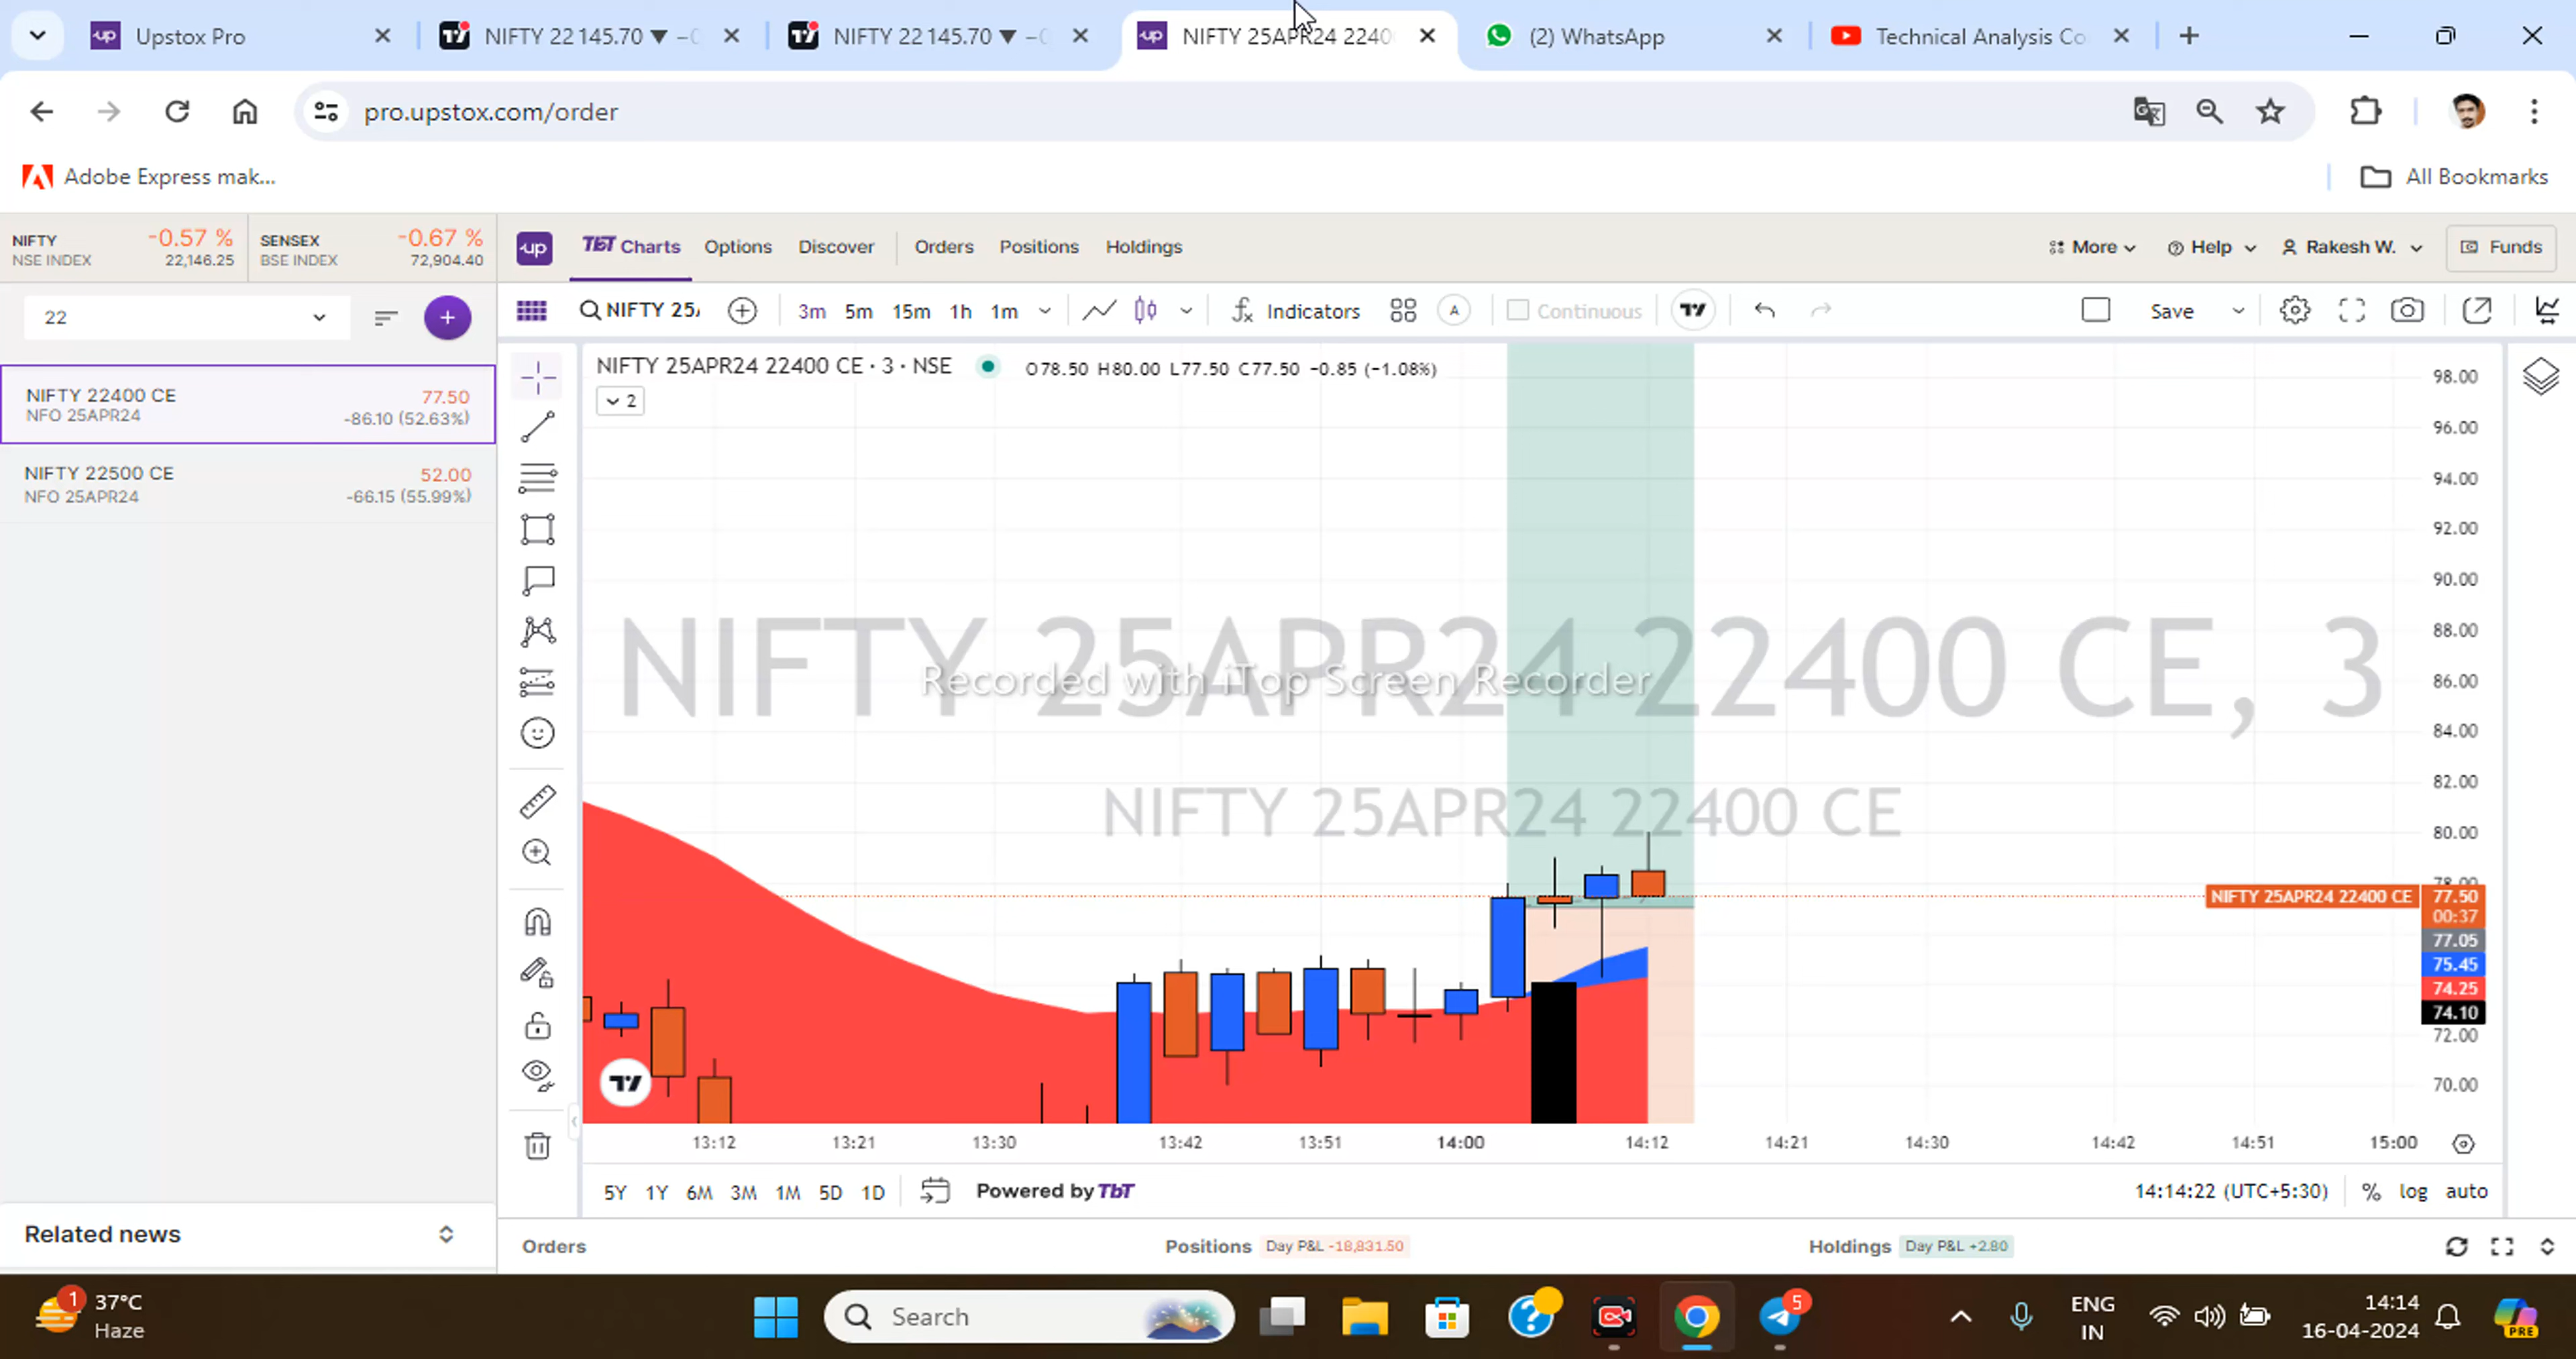 Upstox Pro
NIFTY 22 145.70 ▼ −0
NIFTY 22 145.70 ▼ −0
NIFTY 25APR24 2240
(2) WhatsApp
Technical Analysis Co
pro.upstox.com/order
Adobe Express mak...
All Bookmarks
NIFTY -0.57 %
NSE INDEX 22,146.25
SENSEX -0.67 %
BSE INDEX 72,904.40
up
TBT Charts
Options
Discover
Orders
Positions
Holdings
More
Help
Rakesh W.
Funds
22
NIFTY 25
3m 5m 15m 1h 1m
Indicators
A
Continuous
Save
NIFTY 22400 CE 77.50
NFO 25APR24 -86.10 (52.63%)
NIFTY 22500 CE 52.00
NFO 25APR24 -66.15 (55.99%)
NIFTY 25APR24 22400 CE · 3 · NSE
O78.50 H80.00 L77.50 C77.50 −0.85 (−1.08%)
2
98.00
96.00
94.00
92.00
90.00
88.00
86.00
84.00
82.00
80.00
78.00
NIFTY 25APR24 22400 CE, 3
Recorded with iTop Screen Recorder
NIFTY 25APR24 22400 CE
NIFTY 25APR24 22400 CE 77.50
00:37
77.05
75.45
74.25
74.10
72.00
70.00
13:12 13:21 13:30 13:42 13:51 14:00 14:12 14:21 14:30 14:42 14:51 15:00
5Y 1Y 6M 3M 1M 5D 1D
Powered by TbT
14:14:22 (UTC+5:30)
% log auto
Related news
Orders
Positions Day P&L -18,831.50
Holdings Day P&L +2.80
1
37°C
Haze
Search
5
ENG
IN
14:14
16-04-2024
PRE